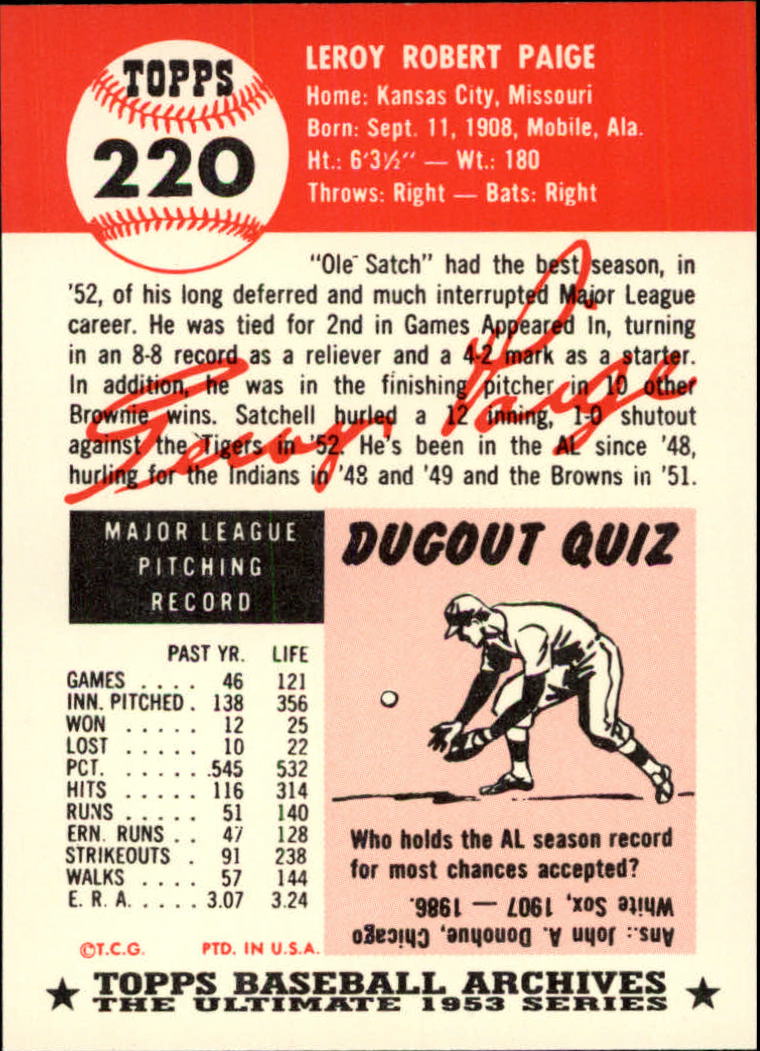 TOPPS
220
LEROY ROBERT PAIGE
Home: Kansas City, Missouri
Born: Sept. 11, 1908, Mobile, Ala.
Ht.: 6'3½" — Wt.: 180
Throws: Right — Bats: Right
"Ole Satch" had the best season, in
'52, of his long deferred and much interrupted Major League
career. He was tied for 2nd in Games Appeared In, turning
in an 8-8 record as a reliever and a 4-2 mark as a starter.
In addition, he was in the finishing pitcher in 10 other
Brownie wins. Satchell hurled a 12 inning, 1-0 shutout
against the Tigers in '52. He's been in the AL since '48,
hurling for the Indians in '48 and '49 and the Browns in '51.
Leroy Paige
MAJOR LEAGUE
PITCHING
RECORD
PAST YR. LIFE
GAMES . . . . 46 121
INN. PITCHED . 138 356
WON . . . . . 12 25
LOST . . . . . 10 22
PCT. . . . . . .545 532
HITS . . . . . 116 314
RUNS . . . . . 51 140
ERN. RUNS . . 47 128
STRIKEOUTS . 91 238
WALKS . . . . 57 144
E. R. A. . . . . . 3.07 3.24
©T.C.G. PTD. IN U.S.A.
DUGOUT QUIZ
Who holds the AL season record
for most chances accepted?
Ans.: John A. Donohue, Chicago
White Sox, 1907 — 1986.
TOPPS BASEBALL ARCHIVES
THE ULTIMATE 1953 SERIES